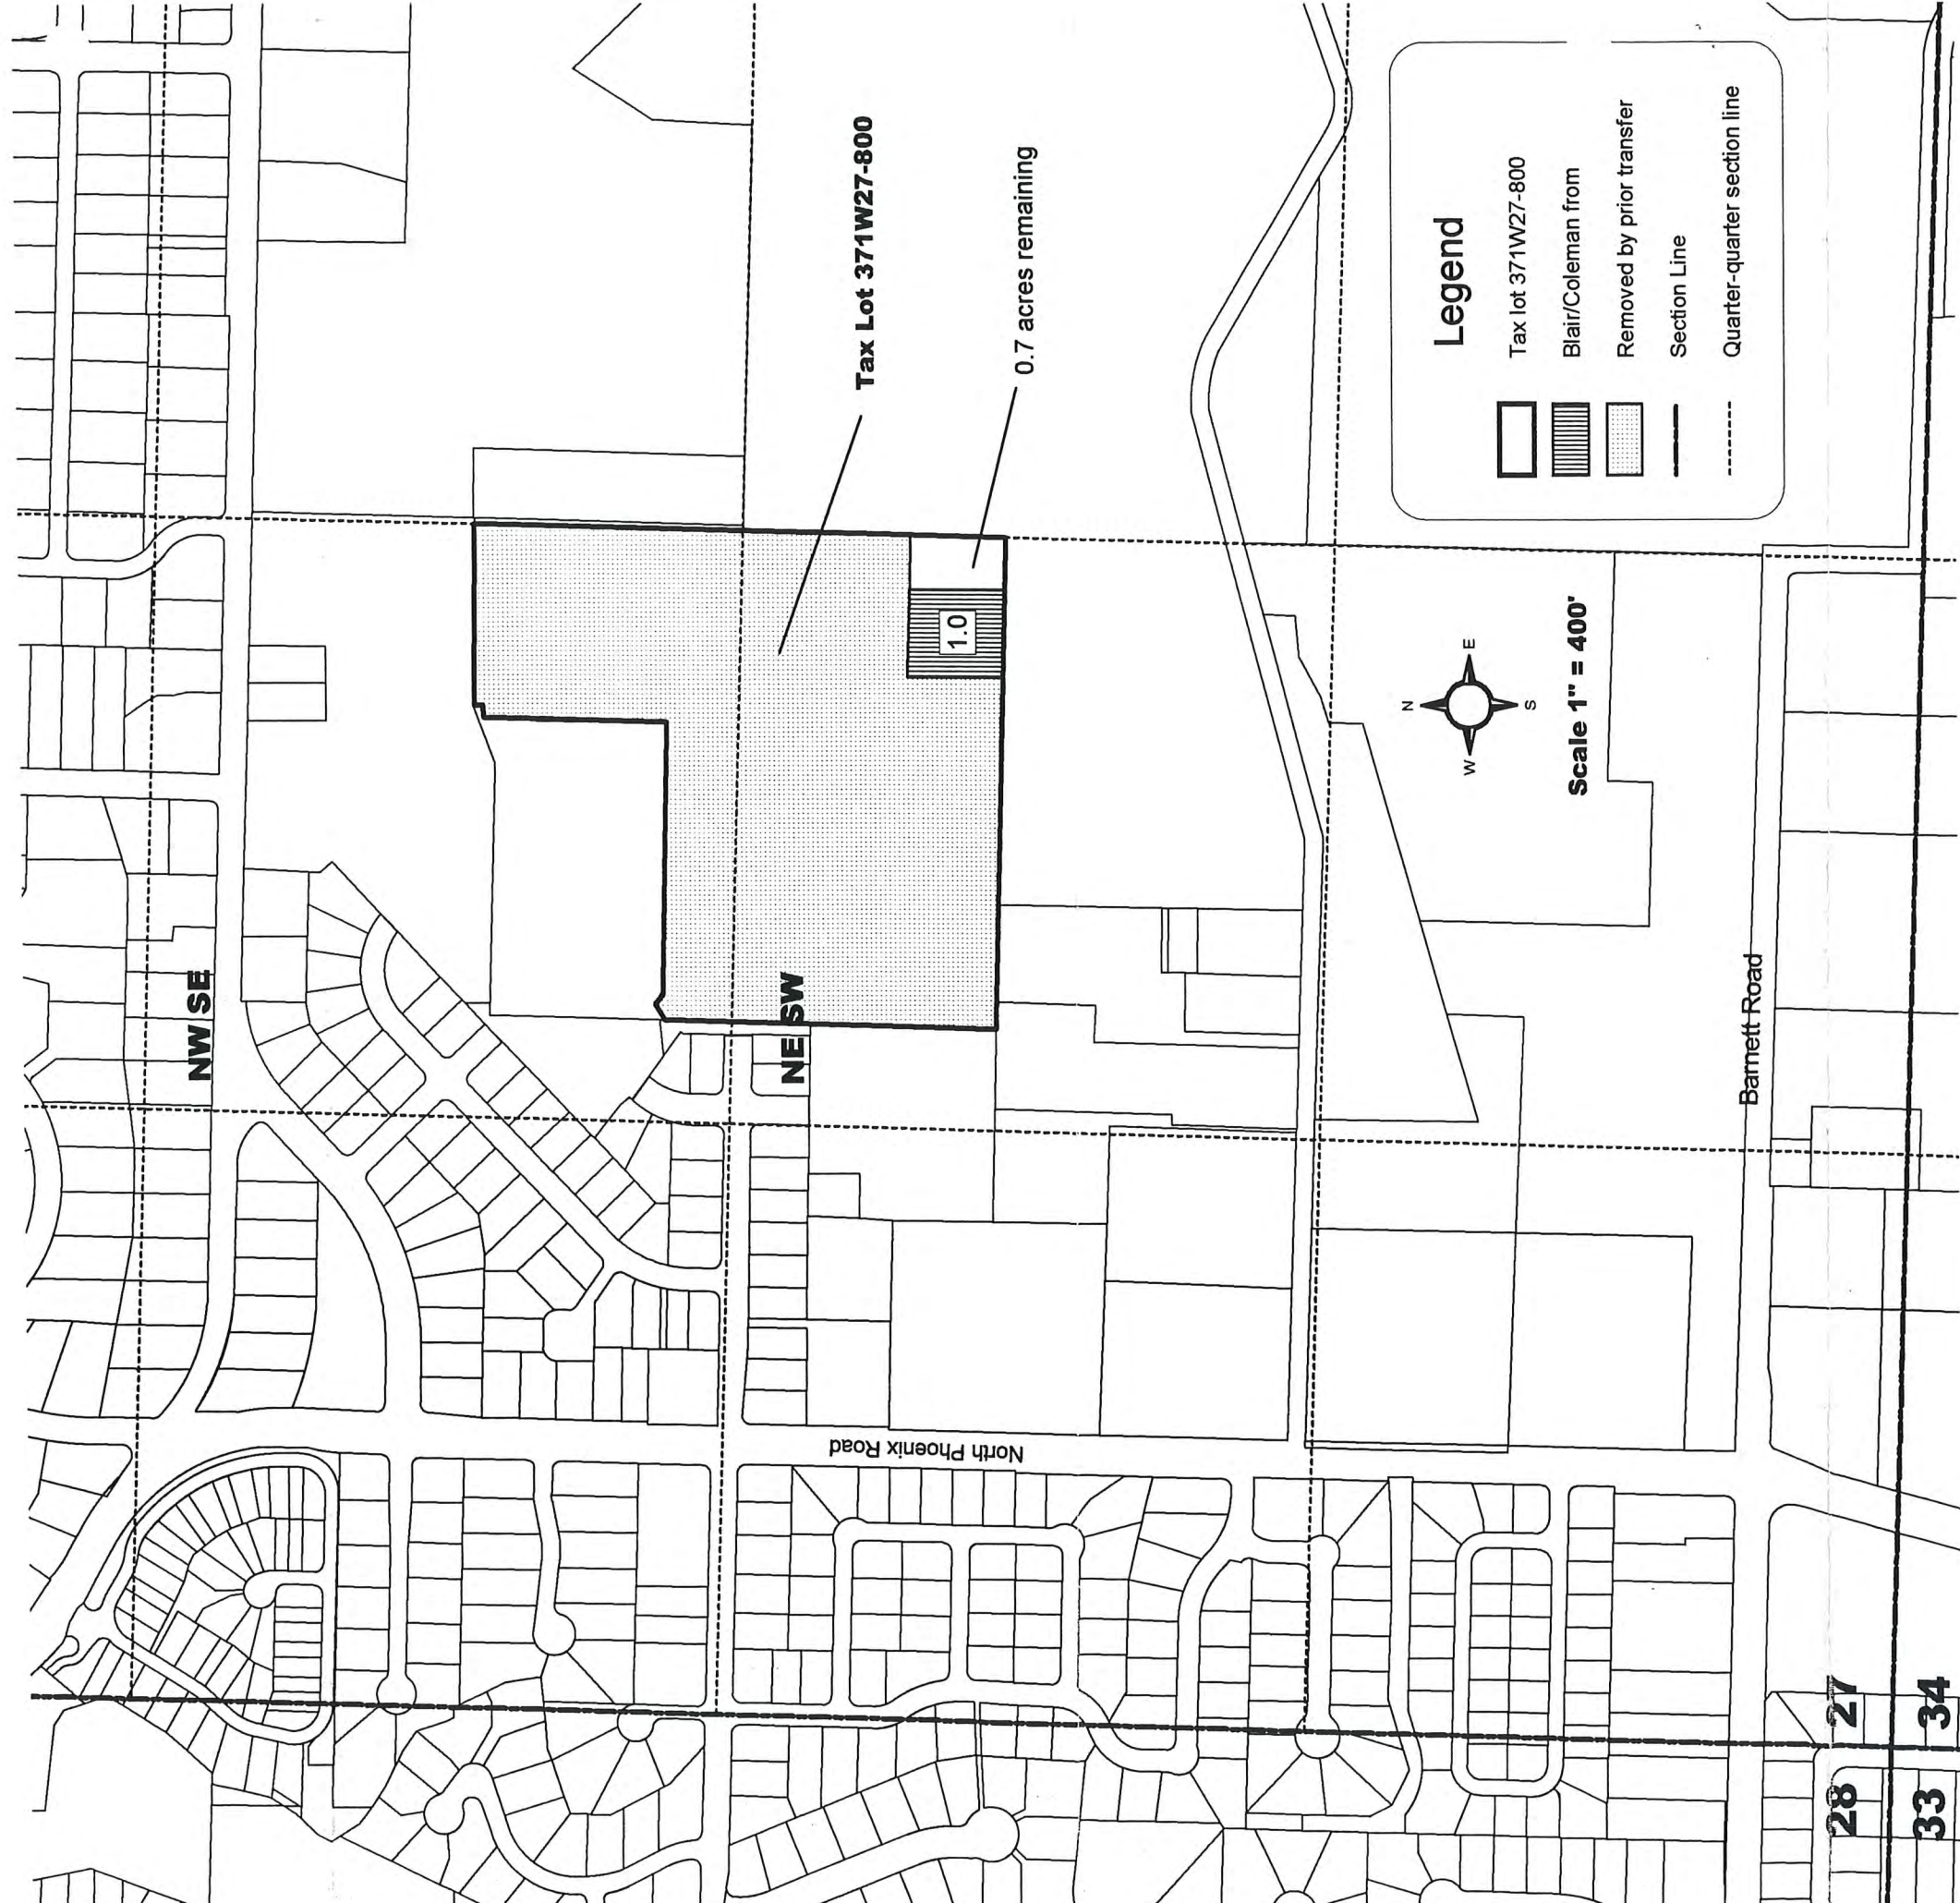 Tax Lot 371W27-800
0.7 acres remaining
1.0
NW SE
NE SW
North Phoenix Road
Barnett Road
N
W
E
S
Scale 1" = 400'
Legend
Tax lot 371W27-800
Blair/Coleman from
Removed by prior transfer
Section Line
Quarter-quarter section line
28
27
33
34